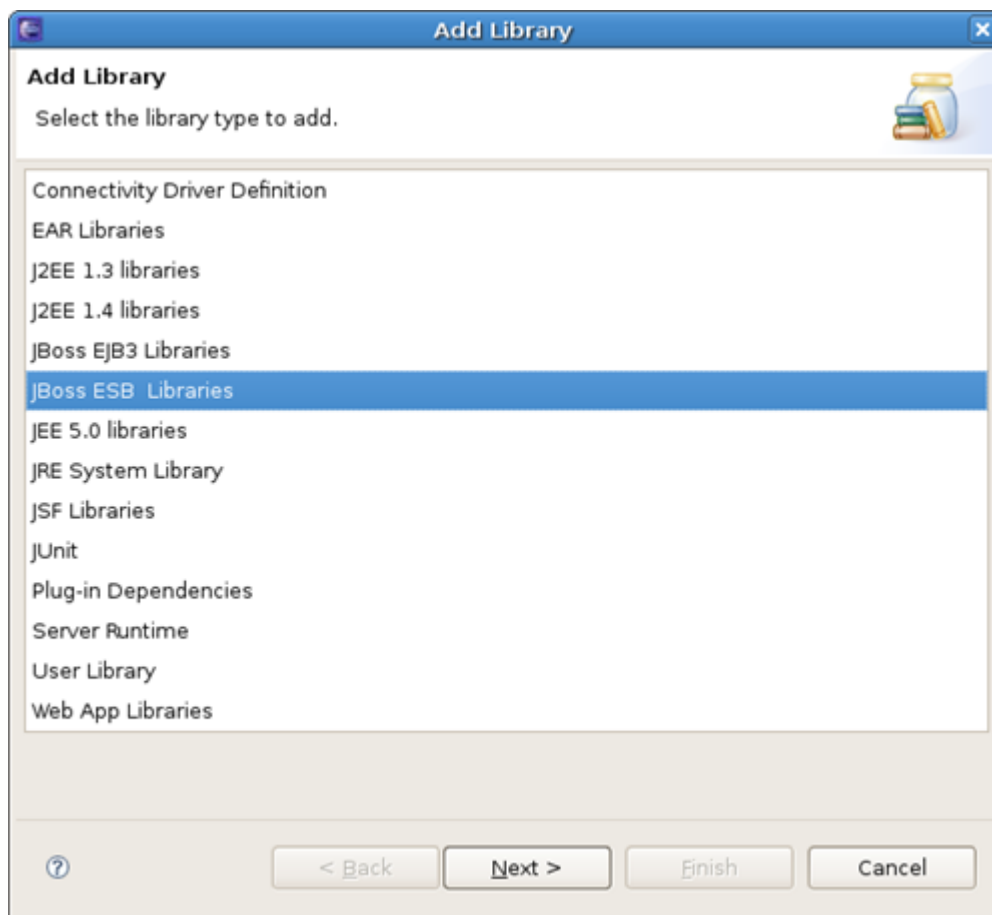 Add Library
Add Library
Select the library type to add.
Connectivity Driver Definition
EAR Libraries
J2EE 1.3 libraries
J2EE 1.4 libraries
JBoss EJB3 Libraries
JBoss ESB  Libraries
JEE 5.0 libraries
JRE System Library
JSF Libraries
JUnit
Plug-in Dependencies
Server Runtime
User Library
Web App Libraries
? < Back Next > Finish Cancel